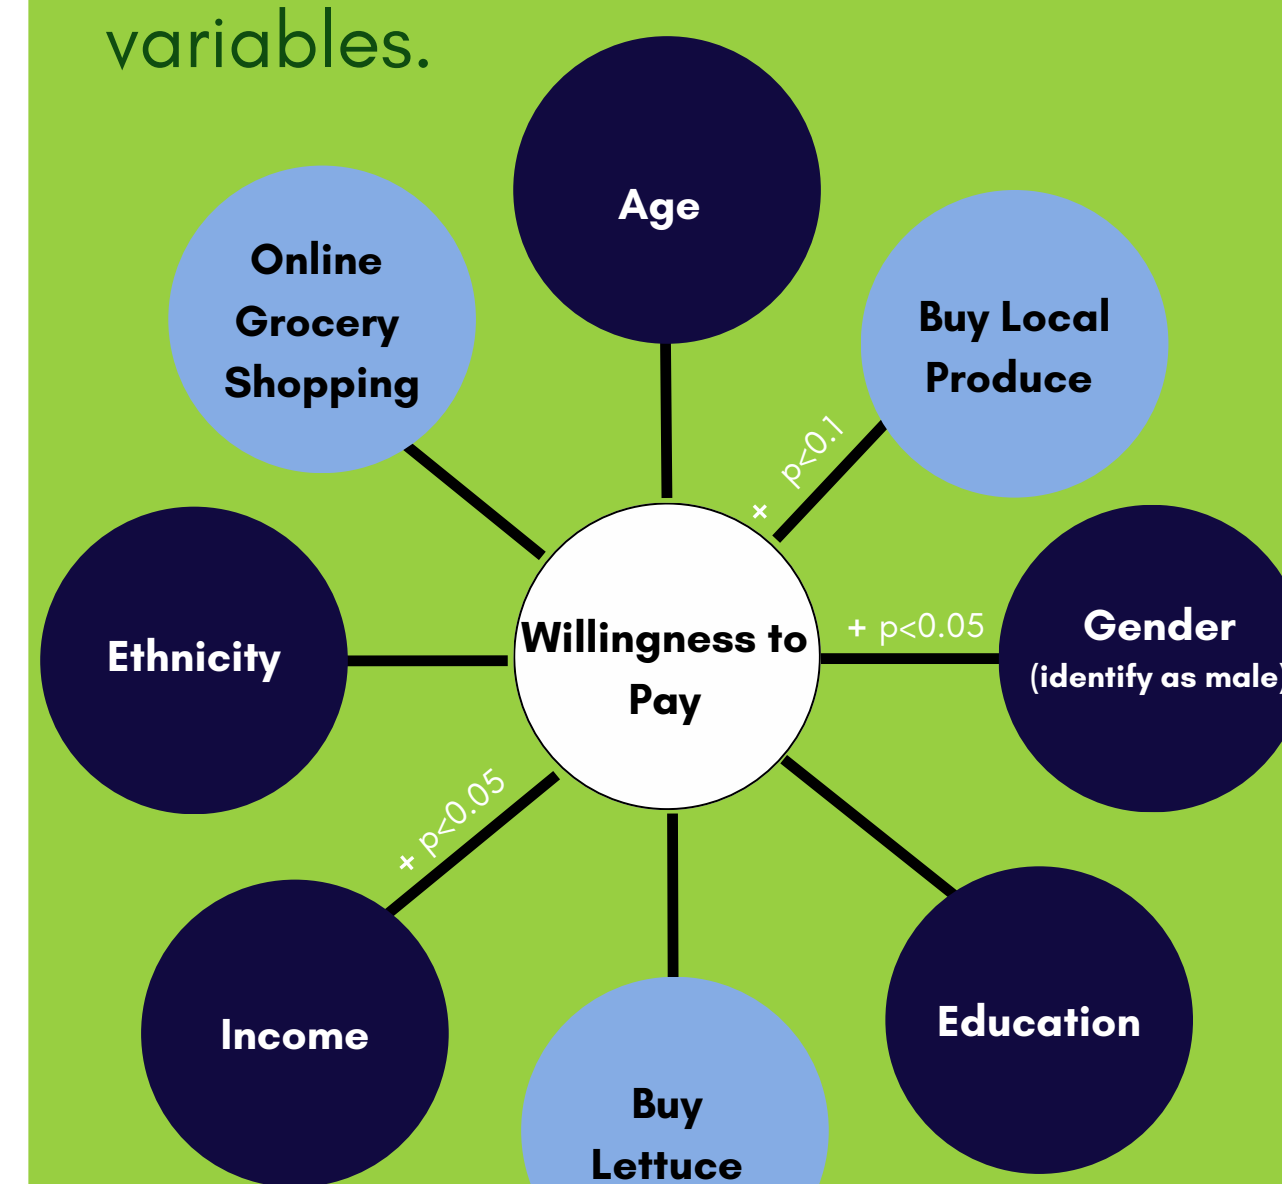 variables.
Age
Online
Grocery
Shopping
Buy Local
Produce
+ p<0.1
Ethnicity
Willingness to
Pay
+ p<0.05
Gender
(identify as male)
+ p<0.05
Income
Education
Buy
Lettuce